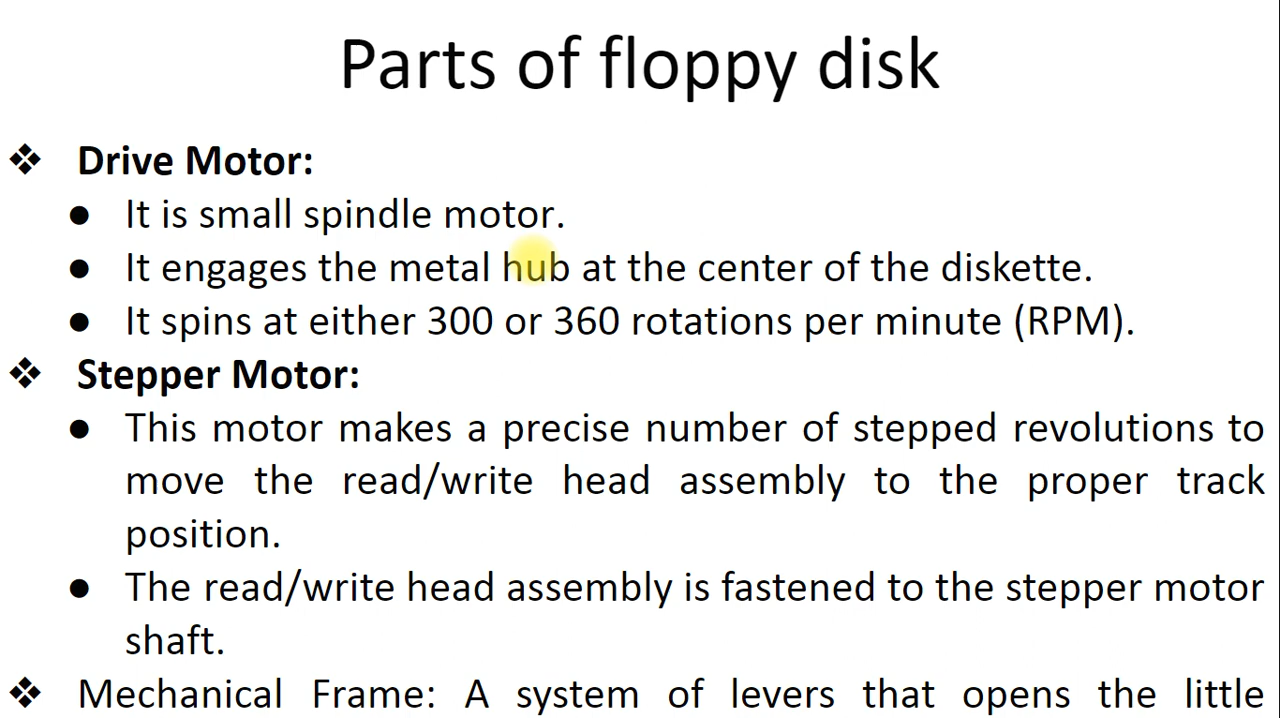 Parts of floppy disk
❖ Drive Motor:
● It is small spindle motor.
● It engages the metal hub at the center of the diskette.
● It spins at either 300 or 360 rotations per minute (RPM).
❖ Stepper Motor:
● This motor makes a precise number of stepped revolutions to
move the read/write head assembly to the proper track
position.
● The read/write head assembly is fastened to the stepper motor
shaft.
❖ Mechanical Frame: A system of levers that opens the little